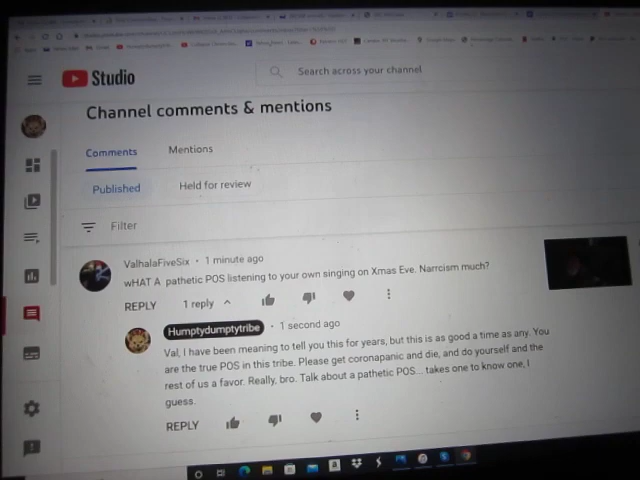 Studio
Search across your channel
Channel comments & mentions
Comments
Mentions
Published
Held for review
Filter
ValhalaFiveSix • 1 minute ago
wHAT A pathetic POS listening to your own singing on Xmas Eve. Narrcism much?
REPLY
1 reply
Humptydumptytribe • 1 second ago
Val, I have been meaning to tell you this for years, but this is as good a time as any. You
are the true POS in this tribe. Please get coronapanic and die, and do yourself and the
rest of us a favor. Really, bro. Talk about a pathetic POS... takes one to know one, I
guess.
REPLY